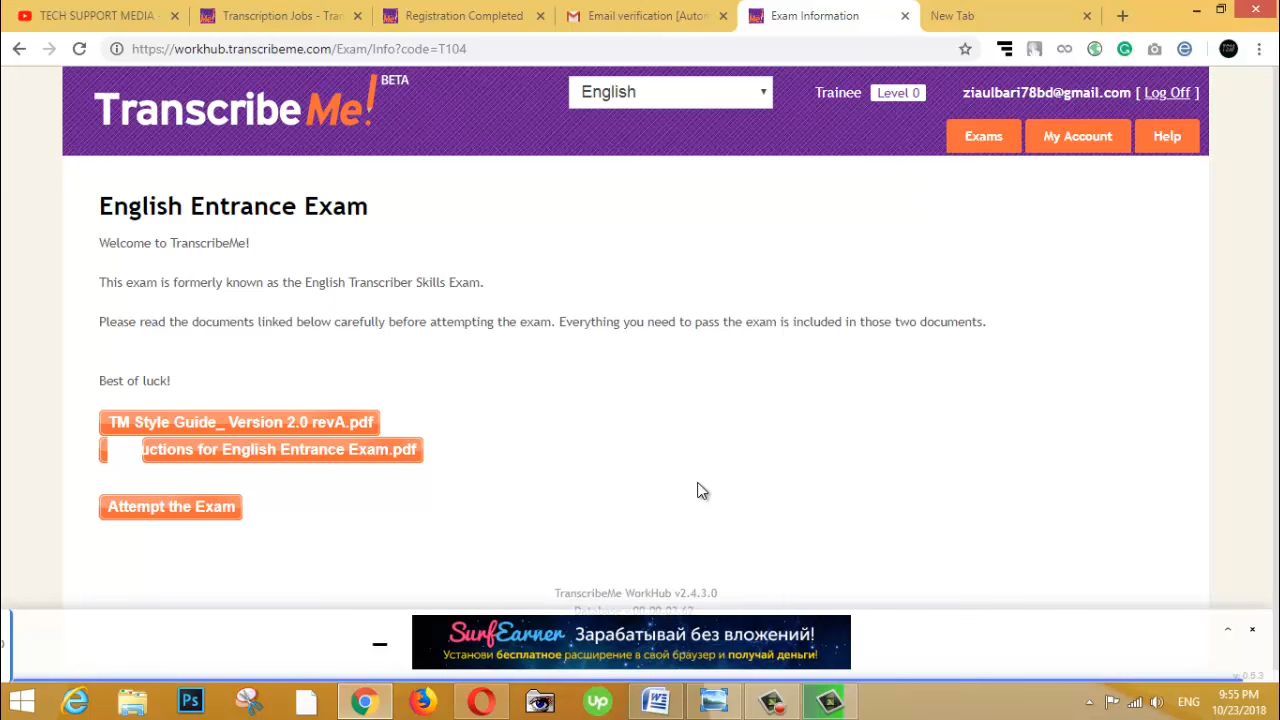 TECH SUPPORT MEDIA -
Transcription Jobs - Tran
Registration Completed
Email verification [Autom
Exam Information
New Tab
https://workhub.transcribeme.com/Exam/Info?code=T104
TranscribeMe! BETA
English
Trainee Level 0 ziaulbari78bd@gmail.com [ Log Off ]
Exams My Account Help
English Entrance Exam
Welcome to TranscribeMe!
This exam is formerly known as the English Transcriber Skills Exam.
Please read the documents linked below carefully before attempting the exam. Everything you need to pass the exam is included in those two documents.
Best of luck!
TM Style Guide_ Version 2.0 revA.pdf
uctions for English Entrance Exam.pdf
Attempt the Exam
TranscribeMe WorkHub v2.4.3.0
SurfEarner Зарабатывай без вложений!
Установи бесплатное расширение в свой браузер и получай деньги!
v. 0.5.3
Ps
up
ENG
9:55 PM
10/23/2018